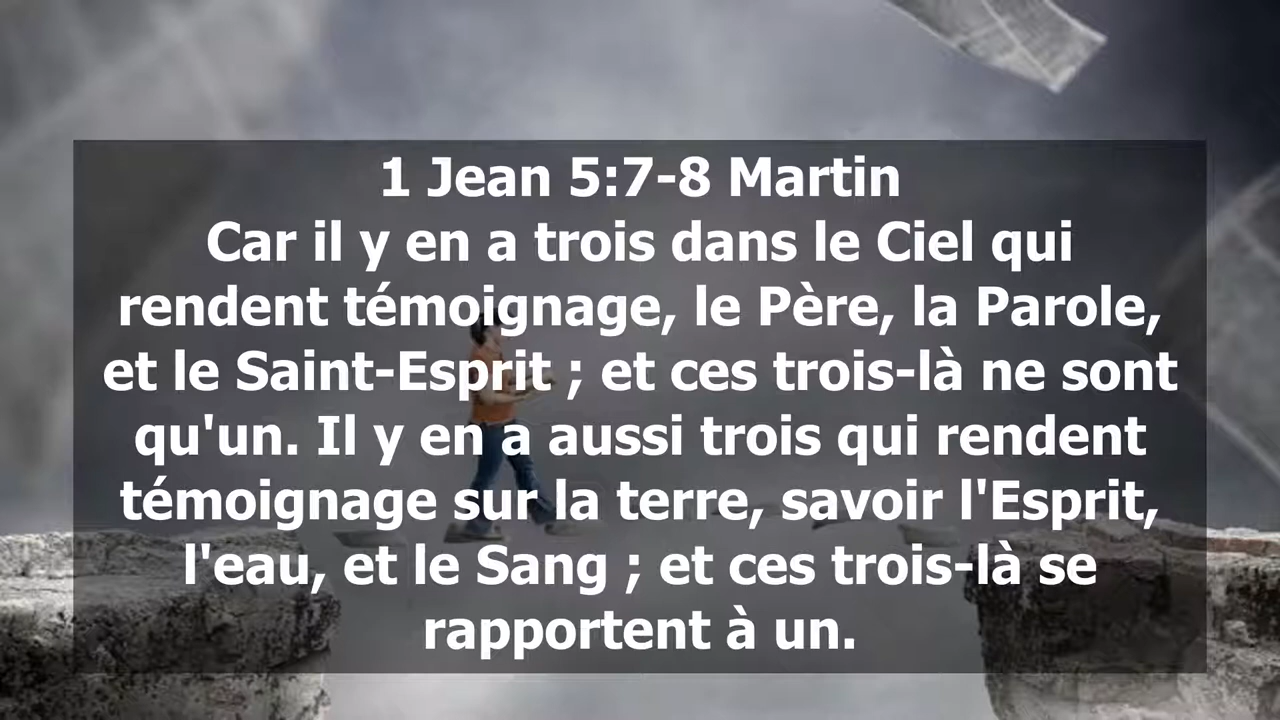 1 Jean 5:7-8 Martin
Car il y en a trois dans le Ciel qui
rendent témoignage, le Père, la Parole,
et le Saint-Esprit ; et ces trois-là ne sont
qu'un. Il y en a aussi trois qui rendent
témoignage sur la terre, savoir l'Esprit,
l'eau, et le Sang ; et ces trois-là se
rapportent à un.